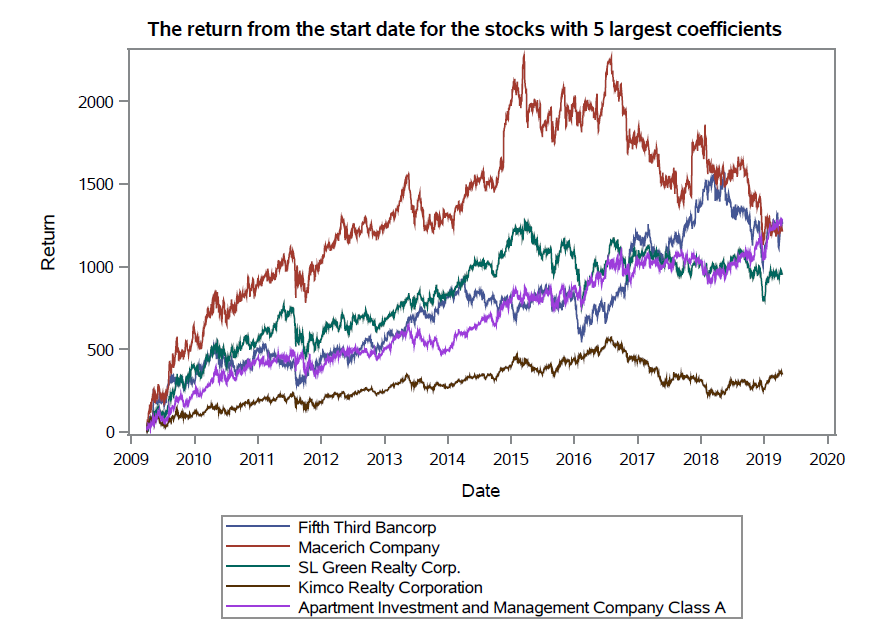 The return from the start date for the stocks with 5 largest coefficients
Return
2000
1500
1000
500
0
2009 2010 2011 2012 2013 2014 2015 2016 2017 2018 2019 2020
Date
Fifth Third Bancorp
Macerich Company
SL Green Realty Corp.
Kimco Realty Corporation
Apartment Investment and Management Company Class A